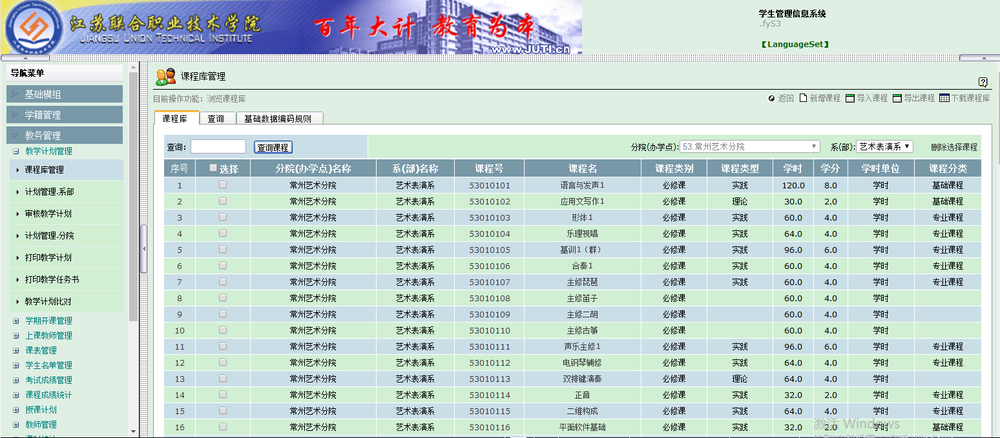 江苏联合职业技术学院
JIANGSU UNION TECHNICAL INSTITUTE
百年大计 教育为本
www.JUTI.cn
学生管理信息系统
.fy53
【LanguageSet】
导航菜单
基础模组
学籍管理
教务管理
教学计划管理
课程库管理
计划管理.系部
审核教学计划
计划管理.分院
打印教学计划
打印教学任务书
教学计划比对
学期开课管理
上课教师管理
课表管理
学生名单管理
考试成绩管理
课程成绩统计
授课计划
教师管理
课程库管理
目前操作功能：浏览课程库
返回 新增课程 导入课程 导出课程 下载课程库
课程库 查询 基础数据编码规则
查询: 查询课程 分院(办学点): 53.常州艺术分院 系(部): 艺术表演系 删除选择课程
序号 选择 分院(办学点)名称 系(部)名称 课程号 课程名 课程类别 课程类型 学时 学分 学时单位 课程分类
1 常州艺术分院 艺术表演系 53010101 语言与发声1 必修课 实践 120.0 8.0 学时 基础课程
2 常州艺术分院 艺术表演系 53010102 应用文写作1 必修课 理论 30.0 2.0 学时 基础课程
3 常州艺术分院 艺术表演系 53010103 形体1 必修课 实践 60.0 4.0 学时 专业课程
4 常州艺术分院 艺术表演系 53010104 乐理视唱 必修课 实践 64.0 4.0 学时 专业课程
5 常州艺术分院 艺术表演系 53010105 基训1（群） 必修课 实践 96.0 6.0 学时 专业课程
6 常州艺术分院 艺术表演系 53010106 合奏1 必修课 实践 60.0 4.0 学时 专业课程
7 常州艺术分院 艺术表演系 53010107 主修琵琶 必修课 实践 60.0 4.0 学时 专业课程
8 常州艺术分院 艺术表演系 53010108 主修笛子 必修课 60.0 4.0 学时
9 常州艺术分院 艺术表演系 53010109 主修二胡 必修课 60.0 4.0 学时
10 常州艺术分院 艺术表演系 53010110 主修古筝 必修课 60.0 4.0 学时
11 常州艺术分院 艺术表演系 53010111 声乐主修1 必修课 实践 96.0 6.0 学时 专业课程
12 常州艺术分院 艺术表演系 53010112 电钢琴辅修 必修课 实践 64.0 4.0 学时 专业课程
13 常州艺术分院 艺术表演系 53010113 双排键演奏 必修课 理论 64.0 4.0 学时
14 常州艺术分院 艺术表演系 53010114 正音 必修课 实践 32.0 2.0 学时 专业课程
15 常州艺术分院 艺术表演系 53010115 二维构成 必修课 实践 64.0 4.0 学时 专业课程
16 常州艺术分院 艺术表演系 53010116 平面软件基础 必修课 实践 32.0 2.0 学时 基础课程
激活 Windows